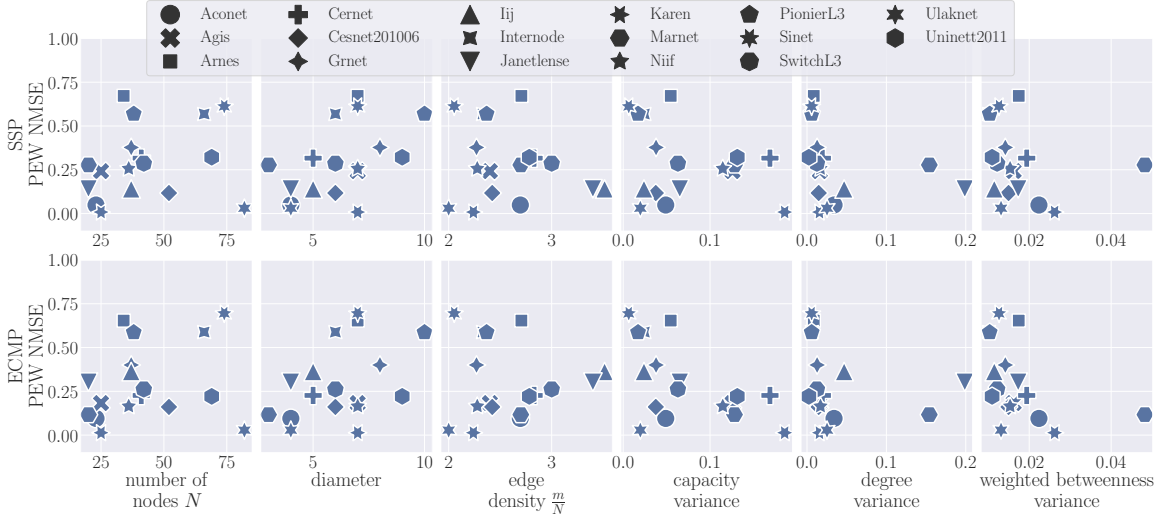 Aconet Cernet Iij Karen PionierL3 Ulaknet
Agis Cesnet201006 Internode Marnet Sinet Uninett2011
Arnes Grnet Janetlense Niif SwitchL3
SSP
PEW NMSE
1.00
0.75
0.50
0.25
0.00
25 50 75 5 10 2 3 0.0 0.1 0.0 0.1 0.2 0.02 0.04
ECMP
PEW NMSE
1.00
0.75
0.50
0.25
0.00
25 50 75 5 10 2 3 0.0 0.1 0.0 0.1 0.2 0.02 0.04
number of
nodes N
diameter
edge
density m/N
capacity
variance
degree
variance
weighted betweenness
variance